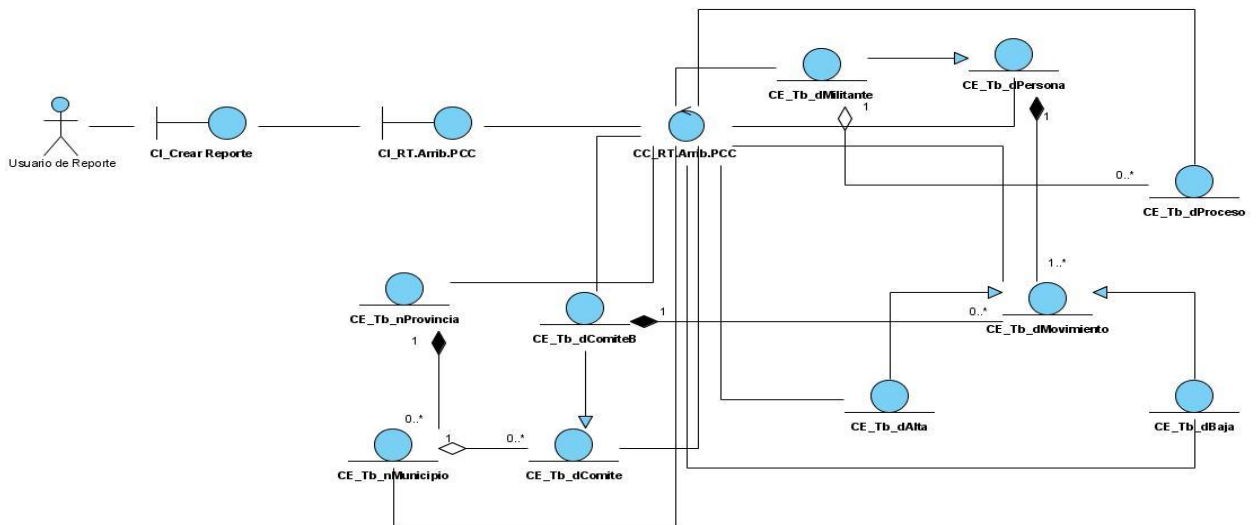 CE_Tb_dMilitante
CE_Tb_dPersona
1
1
Usuario de Reporte
CI_Crear Reporte
CI_RT.Arrib.PCC
CC_RT.Arrib.PCC
0..*
CE_Tb_dProceso
1..*
CE_Tb_nProvincia
1
CE_Tb_dComiteB
1
0..*
CE_Tb_dMovimiento
0..*
1
0..*
CE_Tb_nMunicipio
CE_Tb_dComite
CE_Tb_dAlta
CE_Tb_dBaja